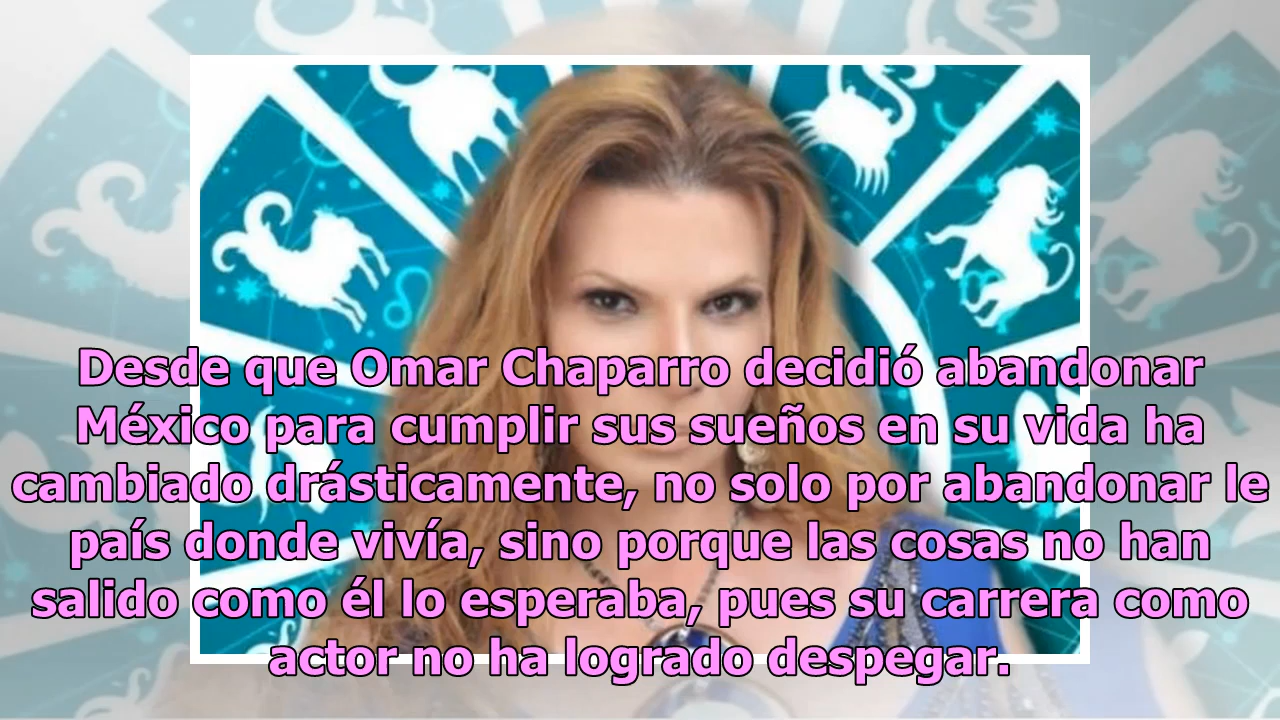 Desde que Omar Chaparro decidió abandonar
México para cumplir sus sueños en su vida ha
cambiado drásticamente, no solo por abandonar le
país donde vivía, sino porque las cosas no han
salido como él lo esperaba, pues su carrera como
actor no ha logrado despegar.